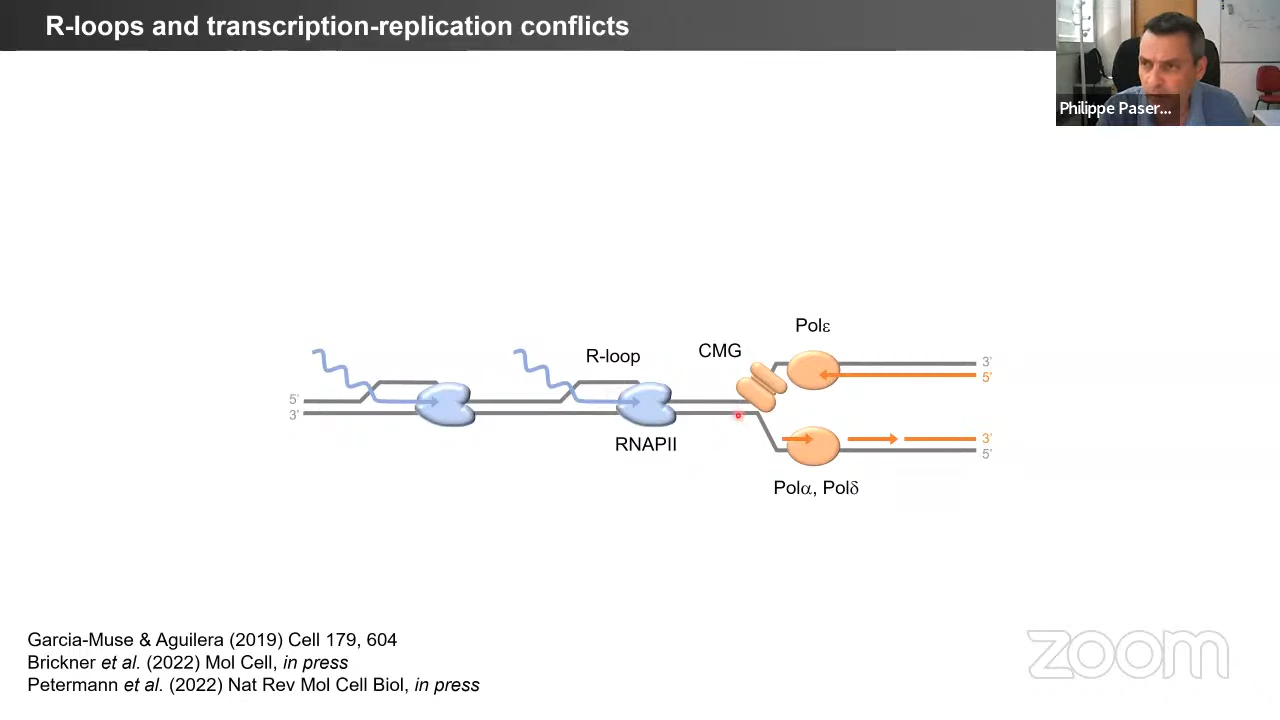 R-loops and transcription-replication conflicts
Philippe Paser...
Polε
CMG
R-loop
3'
5'
5'
3'
RNAPII
3'
5'
Polα, Polδ
Garcia-Muse & Aguilera (2019) Cell 179, 604
Brickner et al. (2022) Mol Cell, in press
Petermann et al. (2022) Nat Rev Mol Cell Biol, in press
zoom